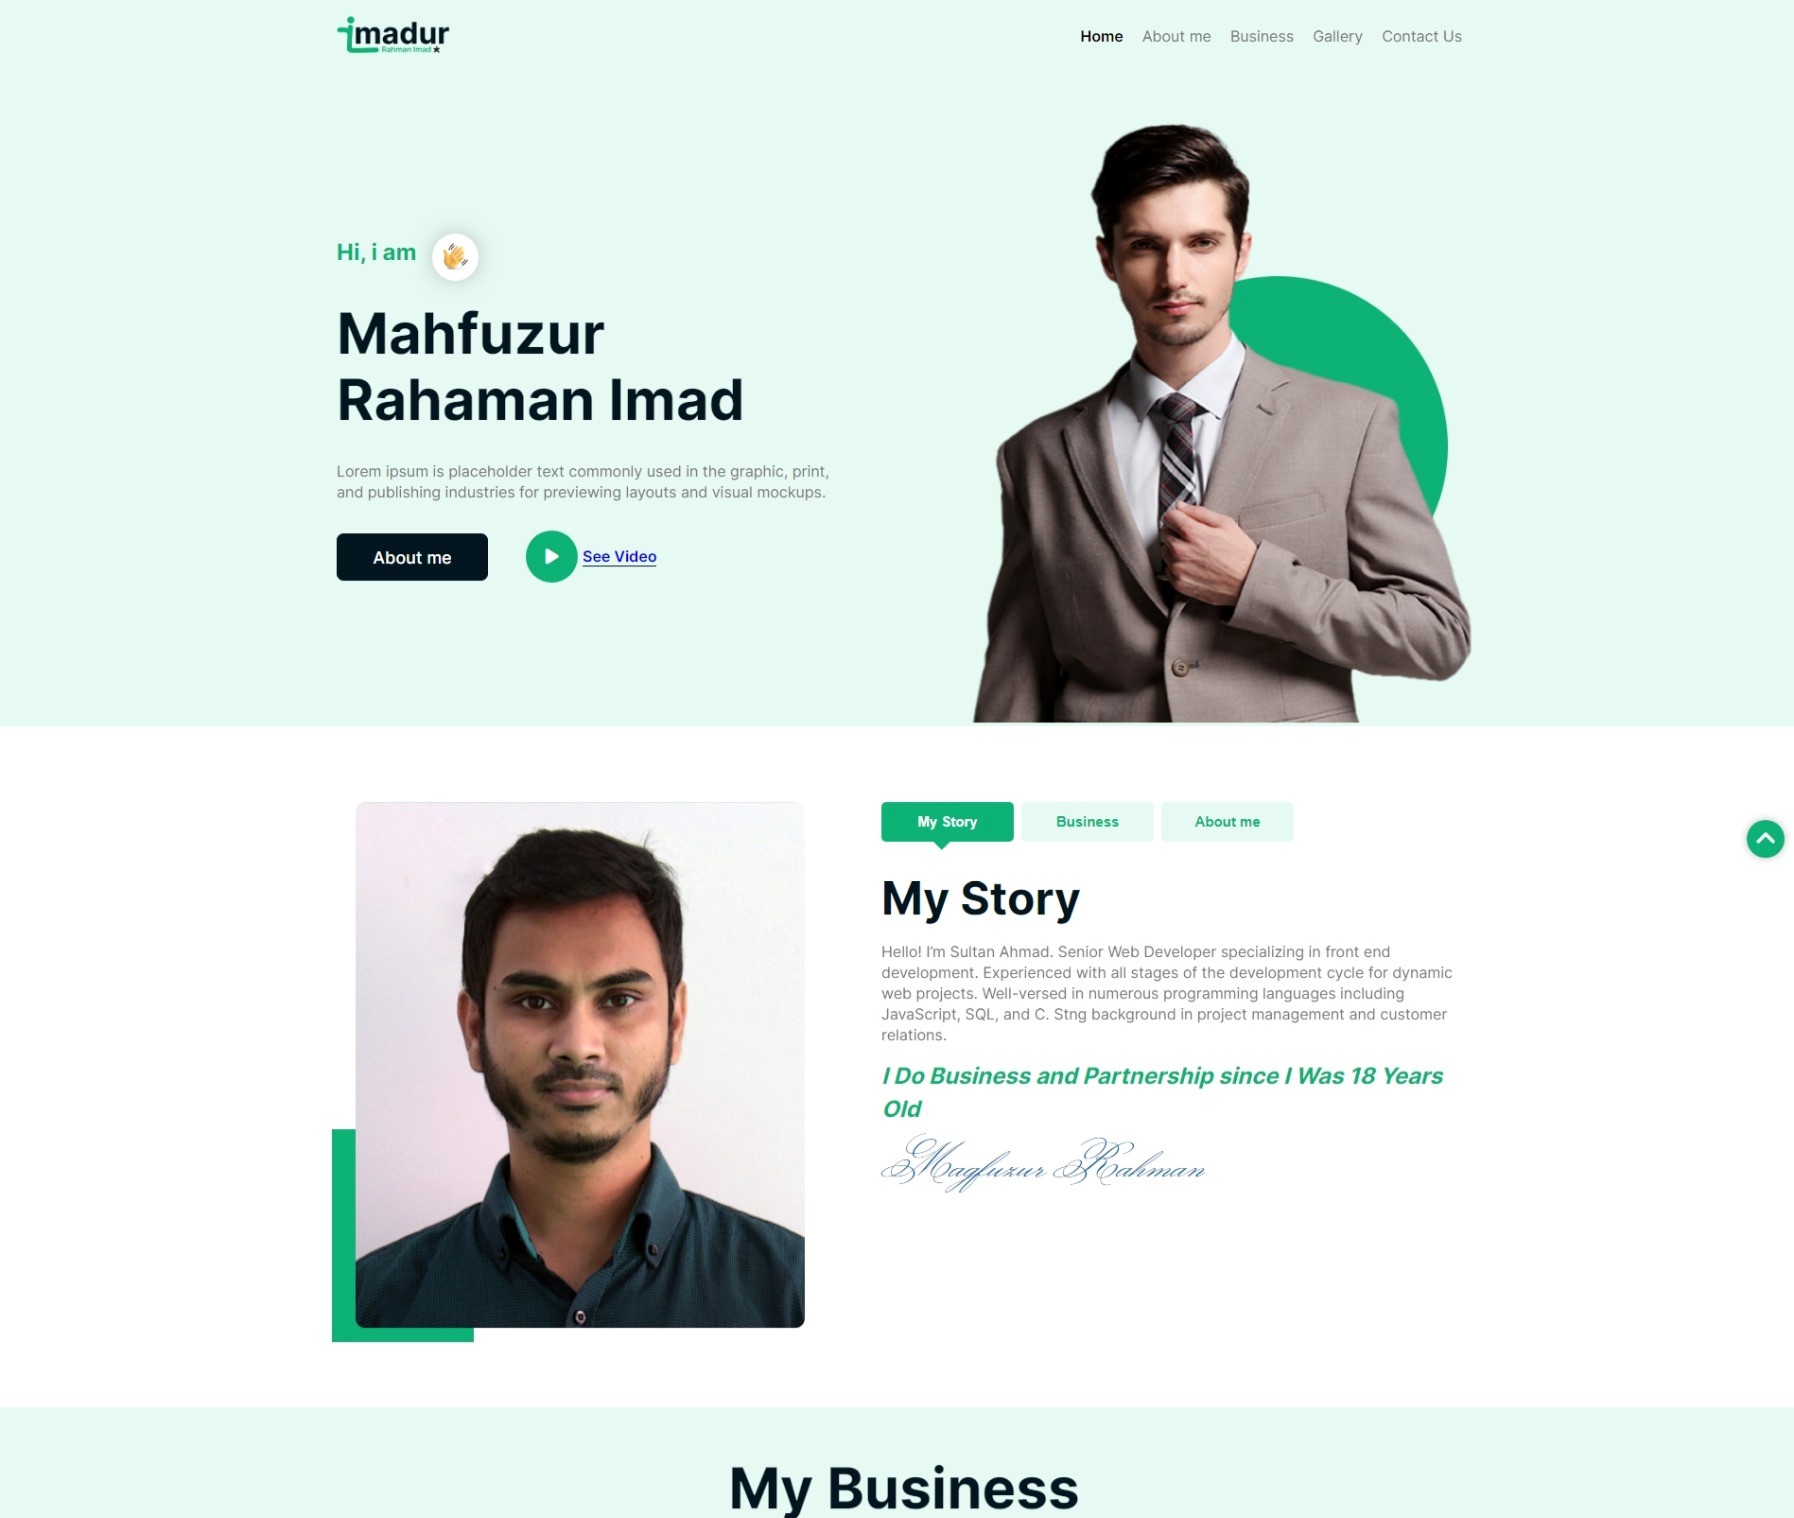 imadur
Rahman Imad
Home About me Business Gallery Contact Us
Hi, i am
Mahfuzur
Rahaman Imad
Lorem ipsum is placeholder text commonly used in the graphic, print,
and publishing industries for previewing layouts and visual mockups.
About me
See Video
My Story Business About me
My Story
Hello! I'm Sultan Ahmad. Senior Web Developer specializing in front end
development. Experienced with all stages of the development cycle for dynamic
web projects. Well-versed in numerous programming languages including
JavaScript, SQL, and C. Stng background in project management and customer
relations.
I Do Business and Partnership since I Was 18 Years
Old
Magfuzur Rahman
My Business